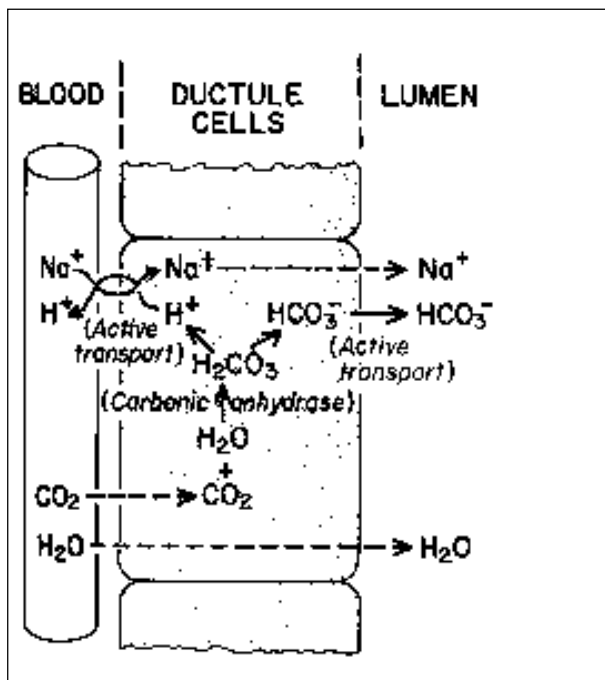 BLOOD DUCTULE CELLS LUMEN
Na⁺ Na⁺ Na⁺
H⁺ H⁺ HCO₃⁻ HCO₃⁻
(Active transport) H₂CO₃ (Active transport)
(Carbonic anhydrase)
H₂O
+
CO₂ CO₂
H₂O H₂O